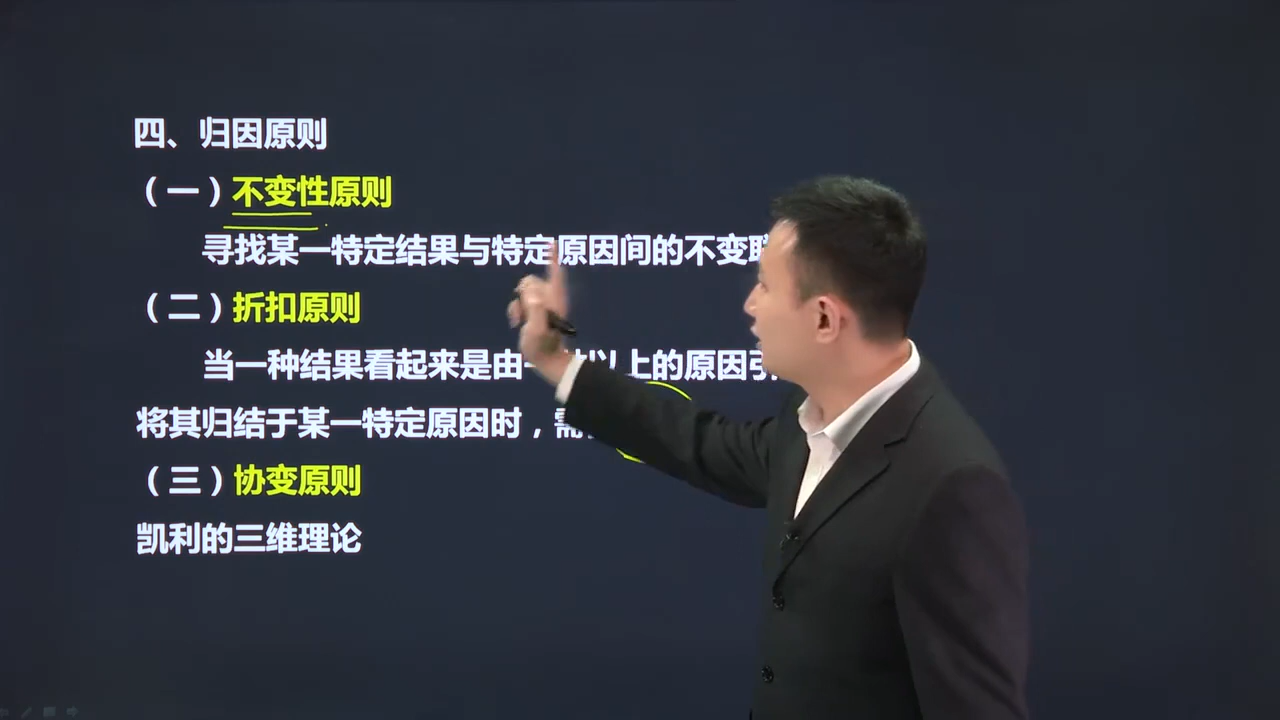 四、归因原则
（一）不变性原则
寻找某一特定结果与特定原因间的不变
（二）折扣原则
当一种结果看起来是由一 以上的原因引
将其归结于某一特定原因时，需
（三）协变原则
凯利的三维理论